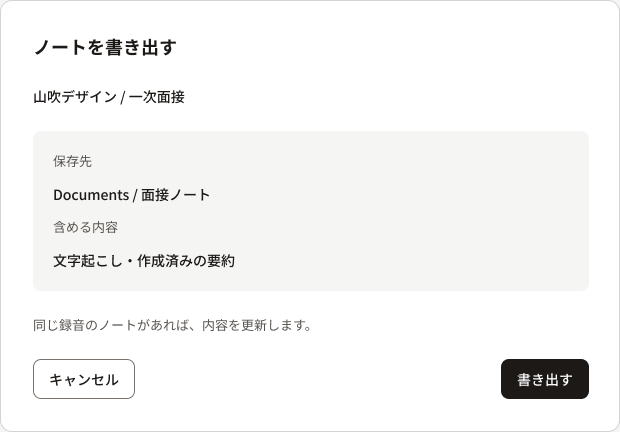 ノートを書き出す
山吹デザイン / 一次面接
保存先
Documents / 面接ノート
含める内容
文字起こし・作成済みの要約
同じ録音のノートがあれば、内容を更新します。
キャンセル
書き出す